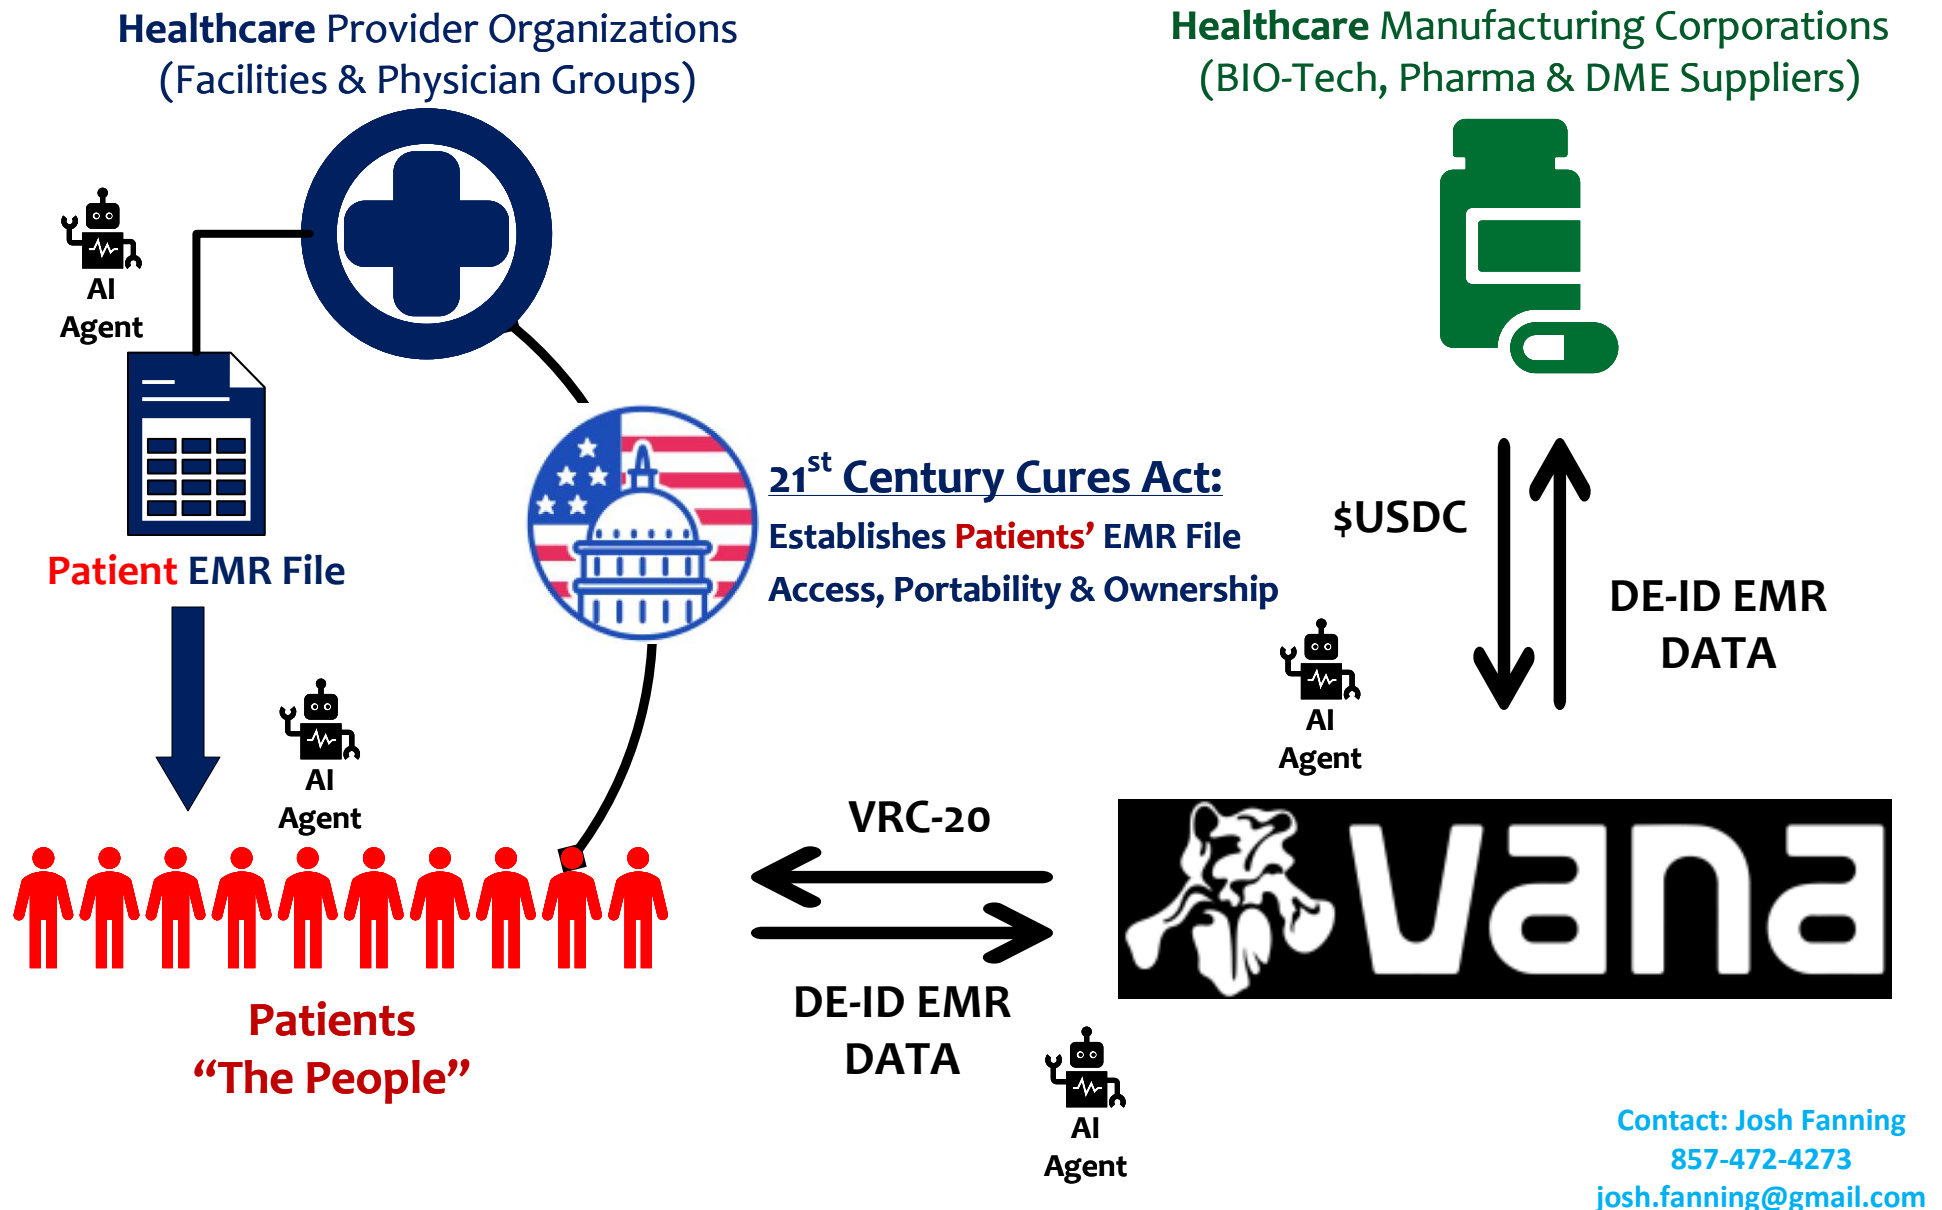 Healthcare Provider Organizations
(Facilities & Physician Groups)
Healthcare Manufacturing Corporations
(BIO-Tech, Pharma & DME Suppliers)
AI
Agent
Patient EMR File
21st Century Cures Act:
Establishes Patients’ EMR File
Access, Portability & Ownership
$USDC
DE-ID EMR
DATA
AI
Agent
AI
Agent
VRC-20
DE-ID EMR
DATA
vana
AI
Agent
Patients
“The People”
Contact: Josh Fanning
857-472-4273
josh.fanning@gmail.com